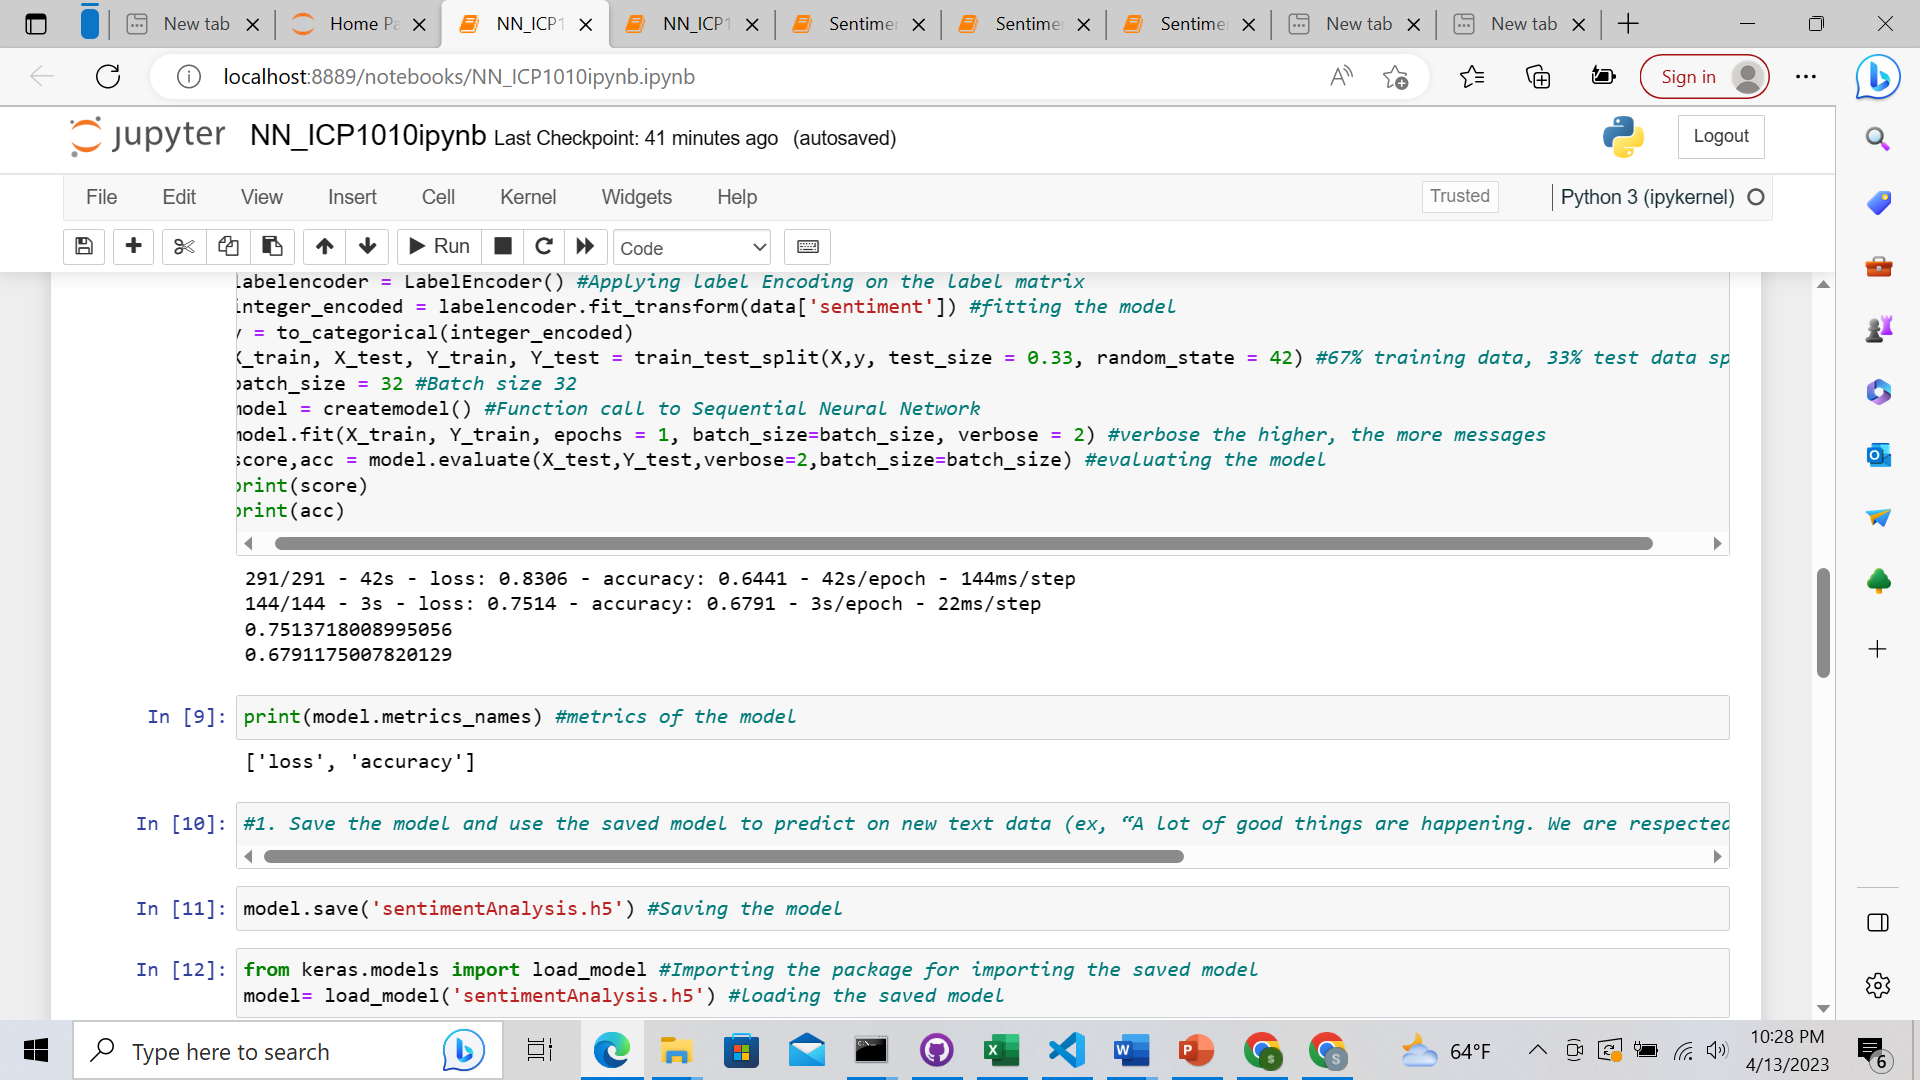 New tab
Home Pa
NN_ICP1
NN_ICP1
Sentimen
Sentimen
Sentimen
New tab
New tab
localhost:8889/notebooks/NN_ICP1010ipynb.ipynb
Sign in
jupyter NN_ICP1010ipynb Last Checkpoint: 41 minutes ago (autosaved)
Logout
File Edit View Insert Cell Kernel Widgets Help
Trusted
Python 3 (ipykernel)
Run
Code
labelencoder = LabelEncoder() #Applying label Encoding on the label matrix
integer_encoded = labelencoder.fit_transform(data['sentiment']) #fitting the model
y = to_categorical(integer_encoded)
X_train, X_test, Y_train, Y_test = train_test_split(X,y, test_size = 0.33, random_state = 42) #67% training data, 33% test data sp
batch_size = 32 #Batch size 32
model = createmodel() #Function call to Sequential Neural Network
model.fit(X_train, Y_train, epochs = 1, batch_size=batch_size, verbose = 2) #verbose the higher, the more messages
score,acc = model.evaluate(X_test,Y_test,verbose=2,batch_size=batch_size) #evaluating the model
print(score)
print(acc)
291/291 - 42s - loss: 0.8306 - accuracy: 0.6441 - 42s/epoch - 144ms/step
144/144 - 3s - loss: 0.7514 - accuracy: 0.6791 - 3s/epoch - 22ms/step
0.7513718008995056
0.6791175007820129
In [9]: print(model.metrics_names) #metrics of the model
['loss', 'accuracy']
In [10]: #1. Save the model and use the saved model to predict on new text data (ex, “A lot of good things are happening. We are respected
In [11]: model.save('sentimentAnalysis.h5') #Saving the model
In [12]: from keras.models import load_model #Importing the package for importing the saved model
model= load_model('sentimentAnalysis.h5') #loading the saved model
Type here to search
64°F
10:28 PM
4/13/2023
6